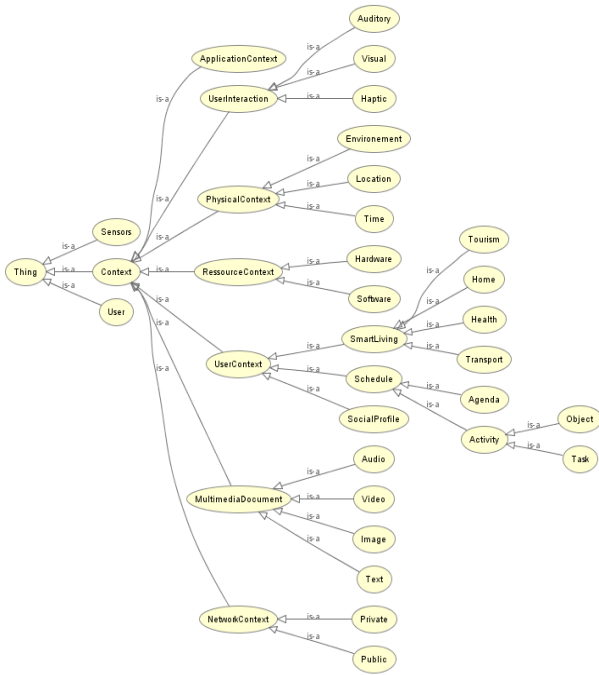 Auditory
is-a
ApplicationContext
Visual
is-a
is-a
UserInteraction
is-a
Haptic
Environement
is-a
Location
is-a
PhysicalContext
is-a
Time
is-a
Sensors
is-a
is-a
Tourism
Hardware
is-a
Thing
is-a
Context
RessourceContext
is-a
Home
is-a
is-a
Software
is-a
User
is-a
Health
is-a
is-a
SmartLiving
is-a
is-a
Transport
UserContext
is-a
Schedule
is-a
Agenda
is-a
is-a
SocialProfile
is-a
Object
Activity
is-a
Audio
Task
is-a
MultimediaDocument
is-a
Video
is-a
Image
is-a
Text
NetworkContext
is-a
Private
is-a
Public